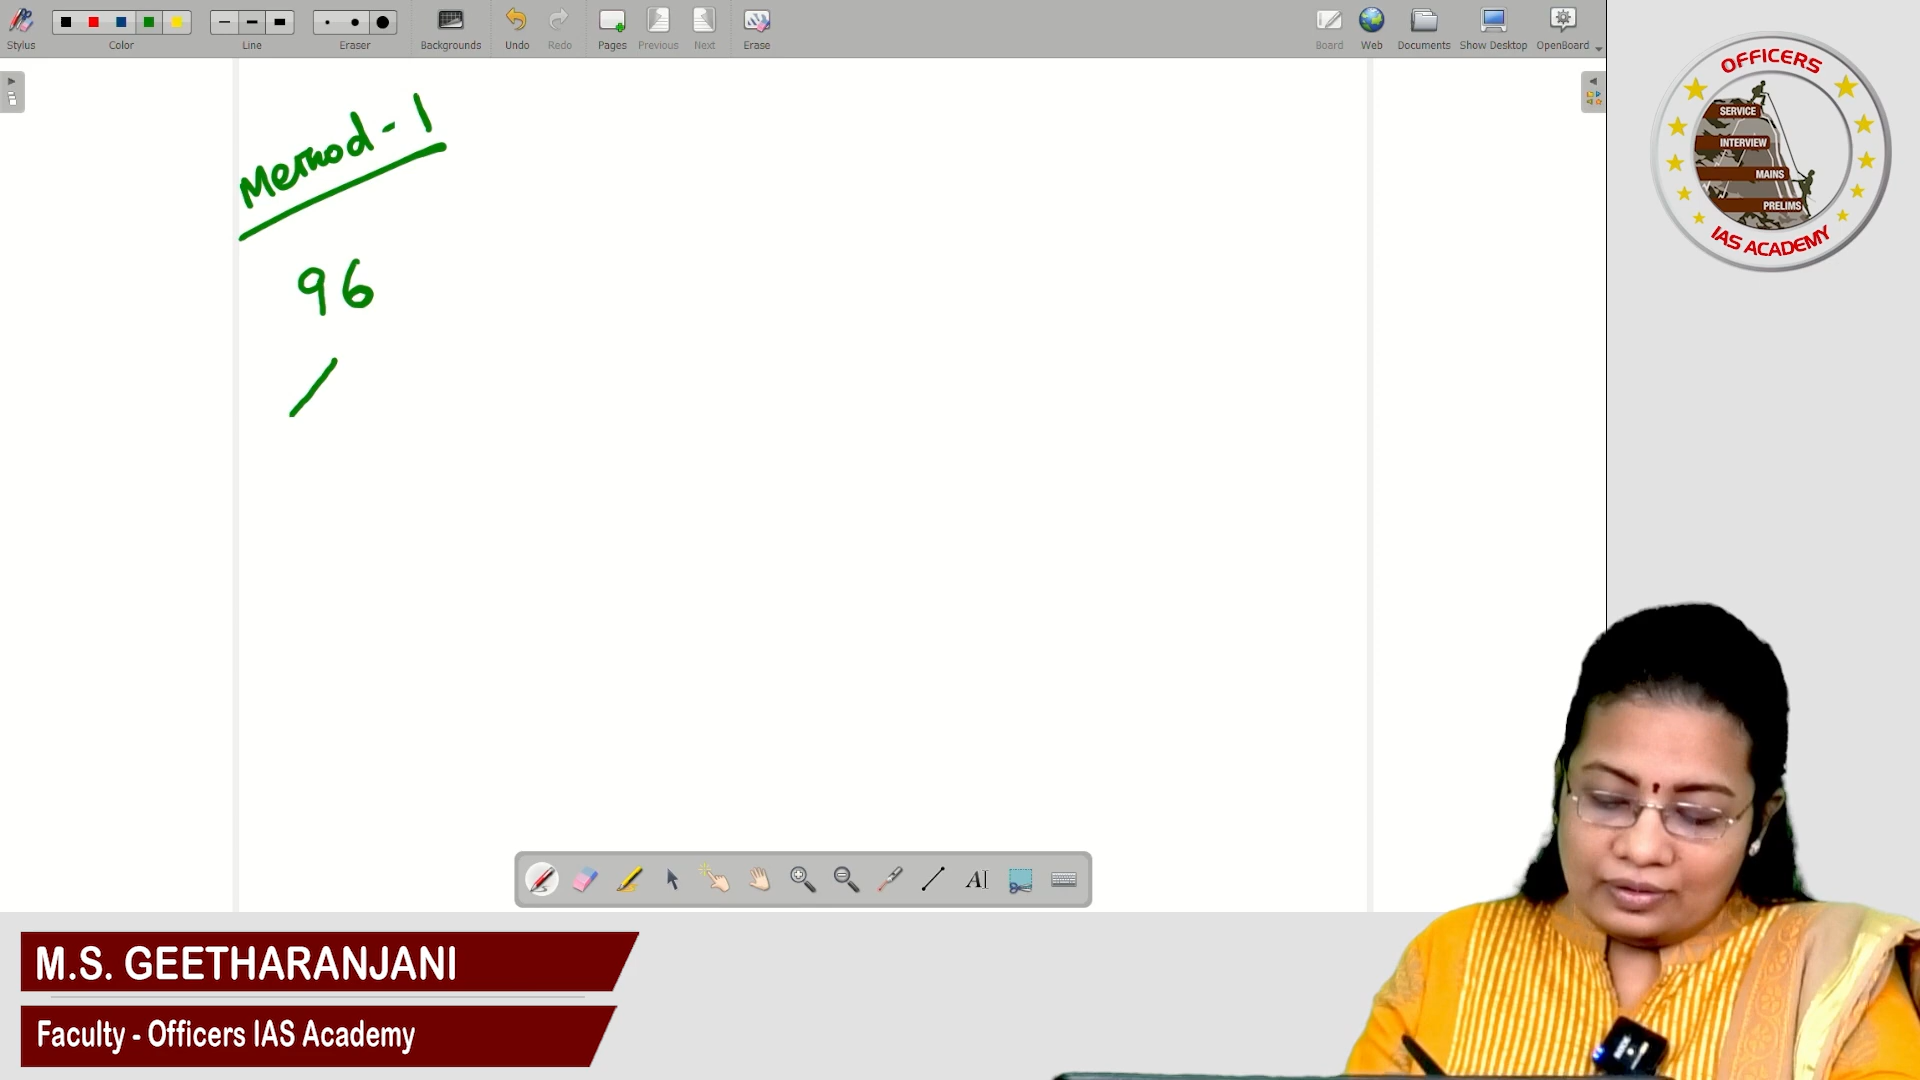 Stylus
Color
Line
Eraser
Backgrounds
Undo
Redo
Pages
Previous
Next
Erase
Board
Web
Documents
Show Desktop
OpenBoard
Method - 1
96
OFFICERS
SERVICE
INTERVIEW
MAINS
PRELIMS
IAS ACADEMY
M.S. GEETHARANJANI
Faculty - Officers IAS Academy